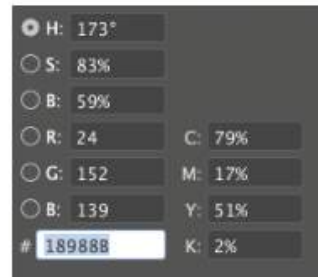 H: 173°
S: 83%
B: 59%
R: 24 C: 79%
G: 152 M: 17%
B: 139 Y: 51%
# 18988B K: 2%